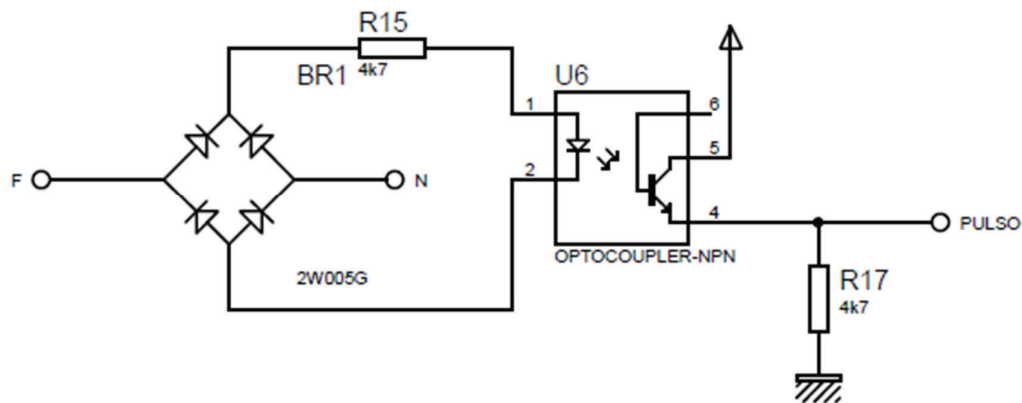 R15
4k7
BR1
F
N
2W005G
U6
1
2
6
5
4
OPTOCOUPLER-NPN
PULSO
R17
4k7